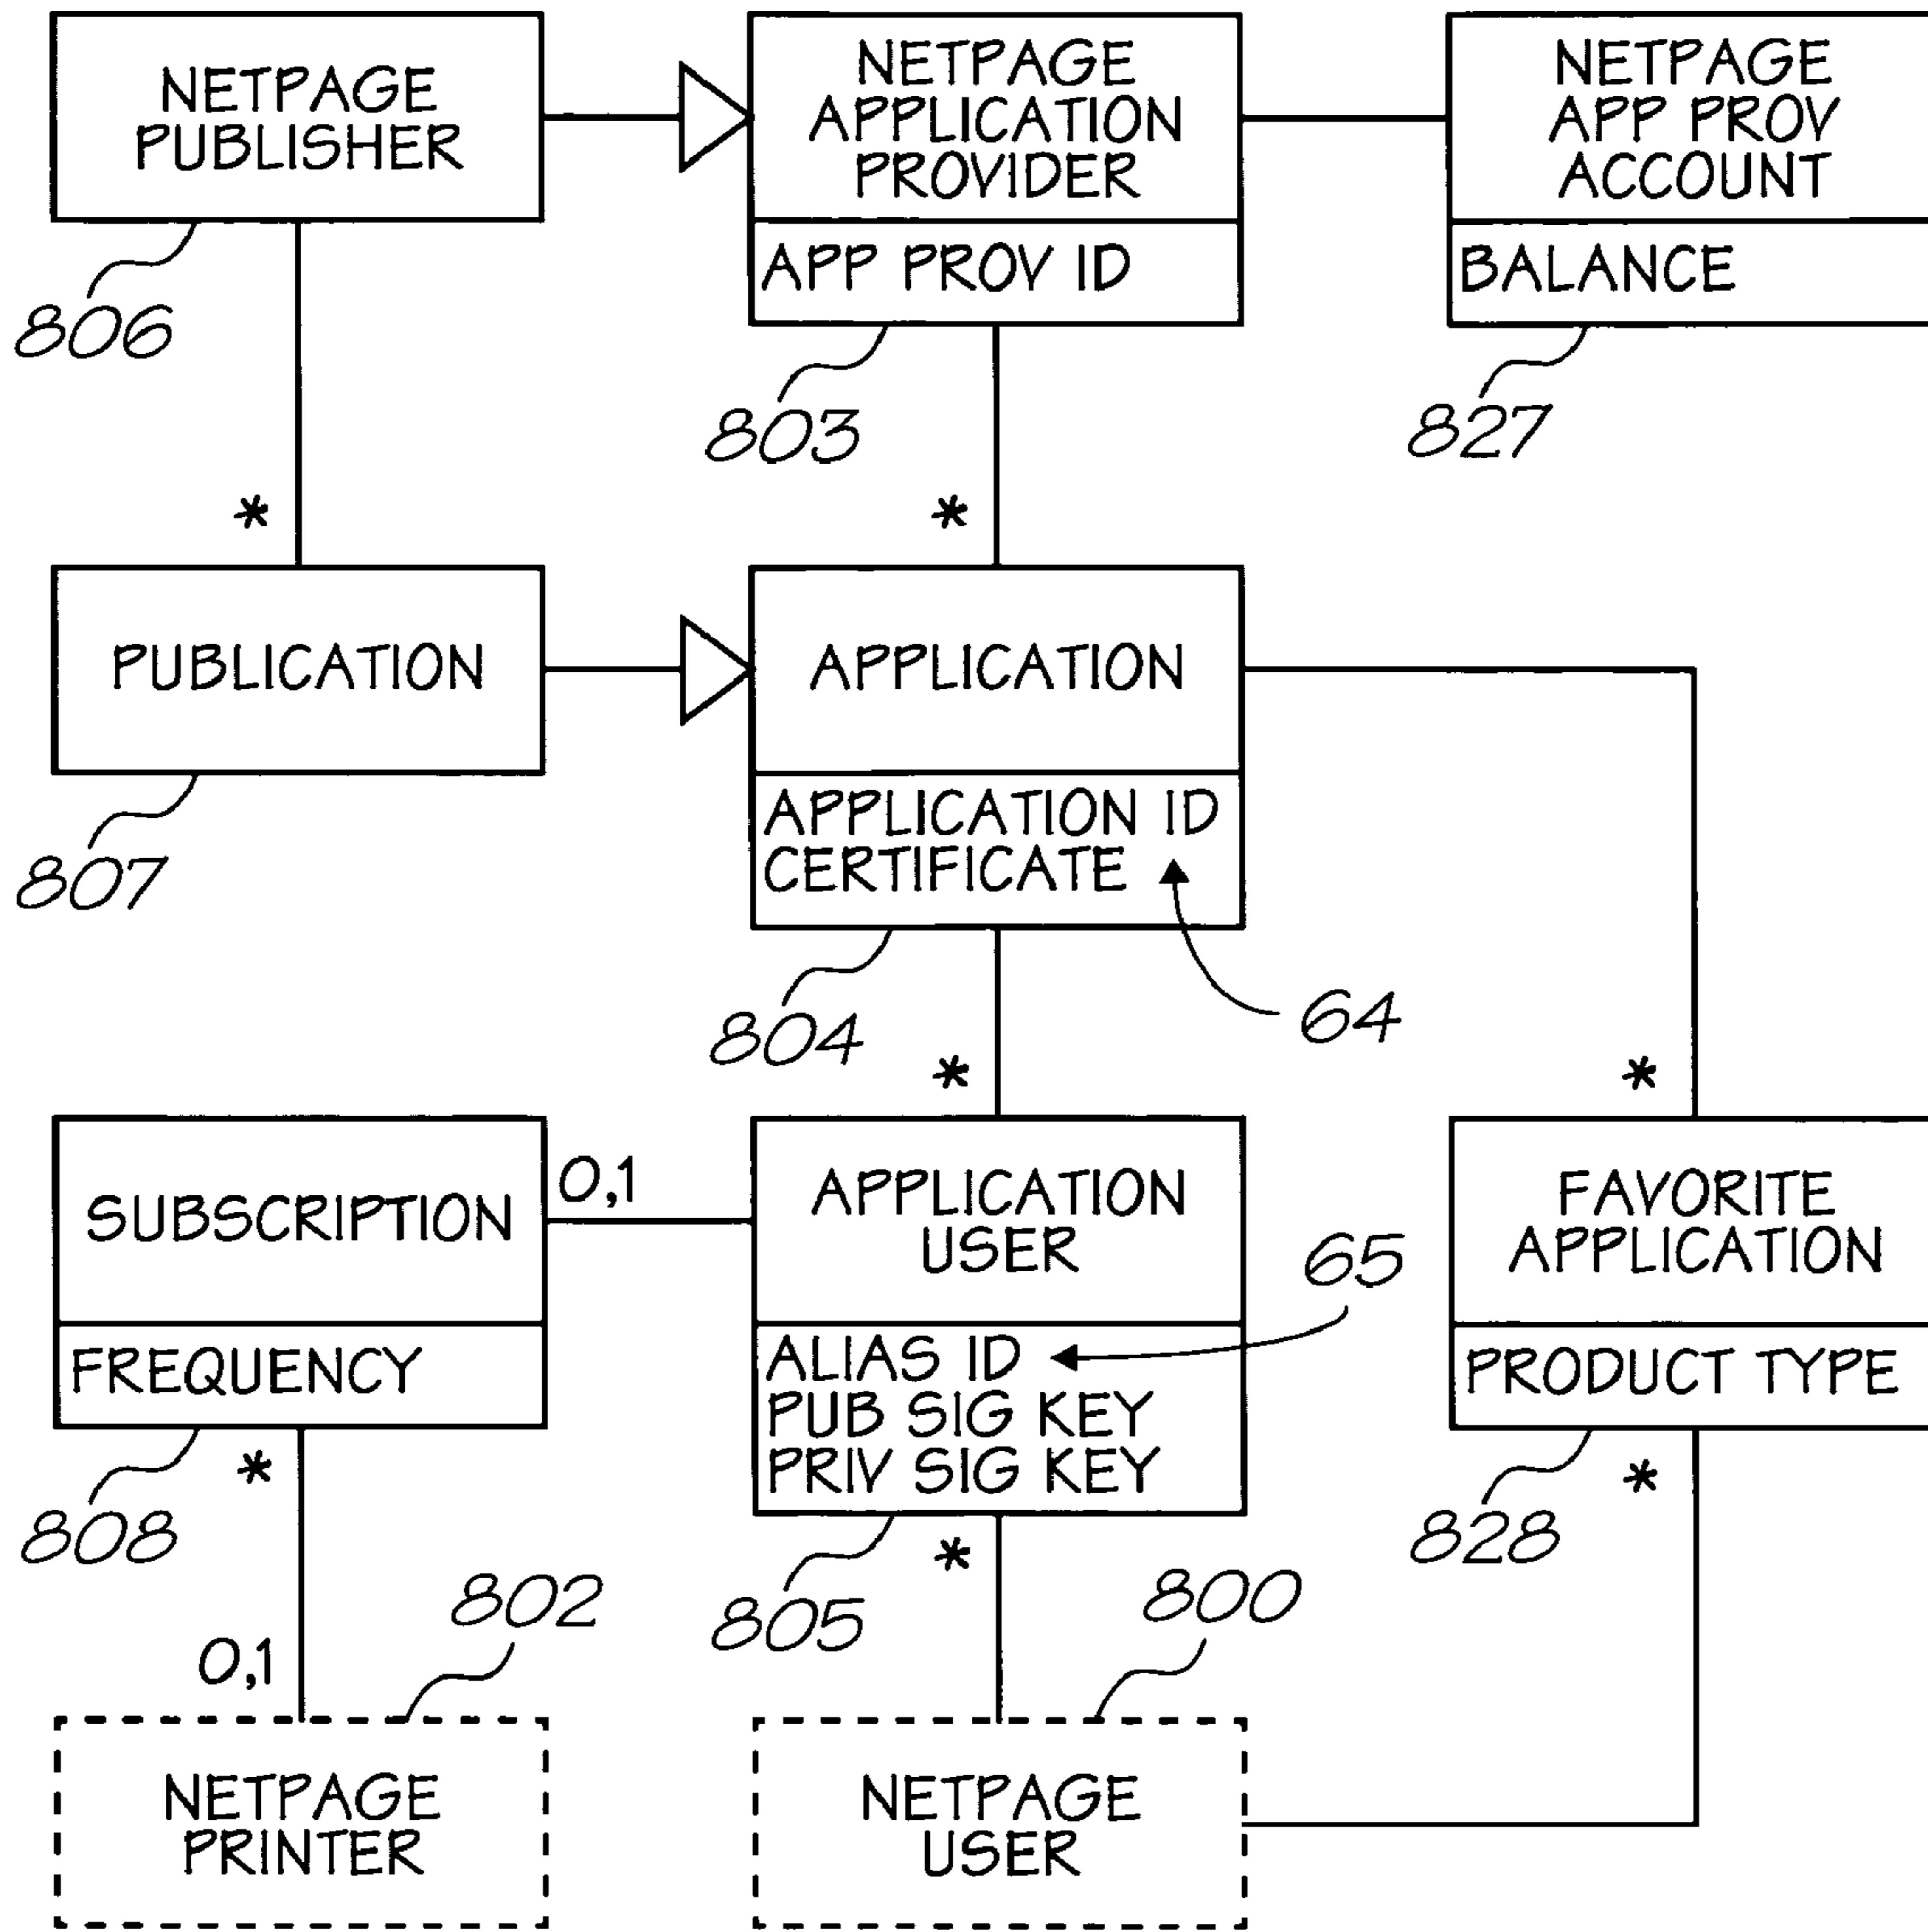 NETPAGE
PUBLISHER
806
NETPAGE
APPLICATION
PROVIDER
APP PROV ID
803
NETPAGE
APP PROV
ACCOUNT
BALANCE
827
*
*
PUBLICATION
807
APPLICATION
APPLICATION ID
CERTIFICATE
64
804
*
*
SUBSCRIPTION
FREQUENCY
0,1
808
*
APPLICATION
USER
ALIAS ID
PUB SIG KEY
PRIV SIG KEY
65
805
*
FAVORITE
APPLICATION
PRODUCT TYPE
828
*
802
0,1
800
NETPAGE
PRINTER
NETPAGE
USER